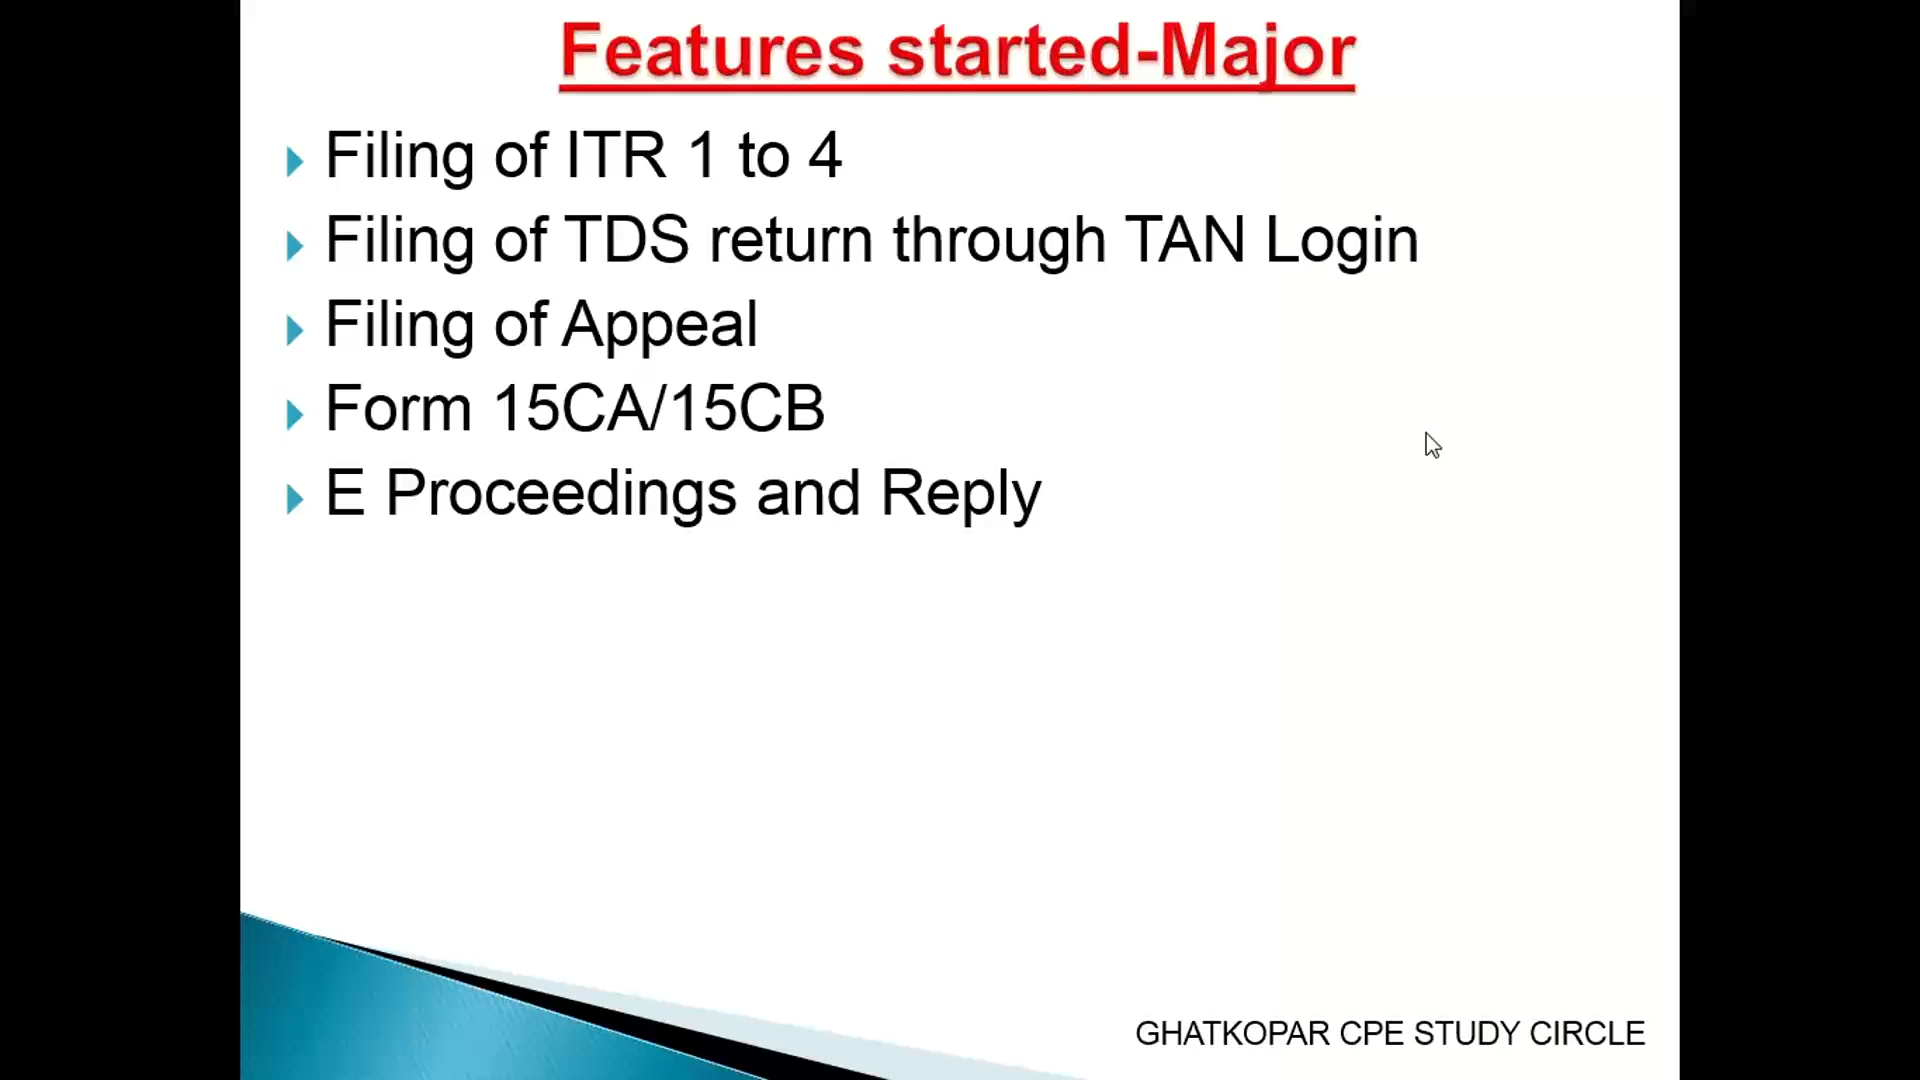 Features started-Major
Filing of ITR 1 to 4
Filing of TDS return through TAN Login
Filing of Appeal
Form 15CA/15CB
E Proceedings and Reply
GHATKOPAR CPE STUDY CIRCLE